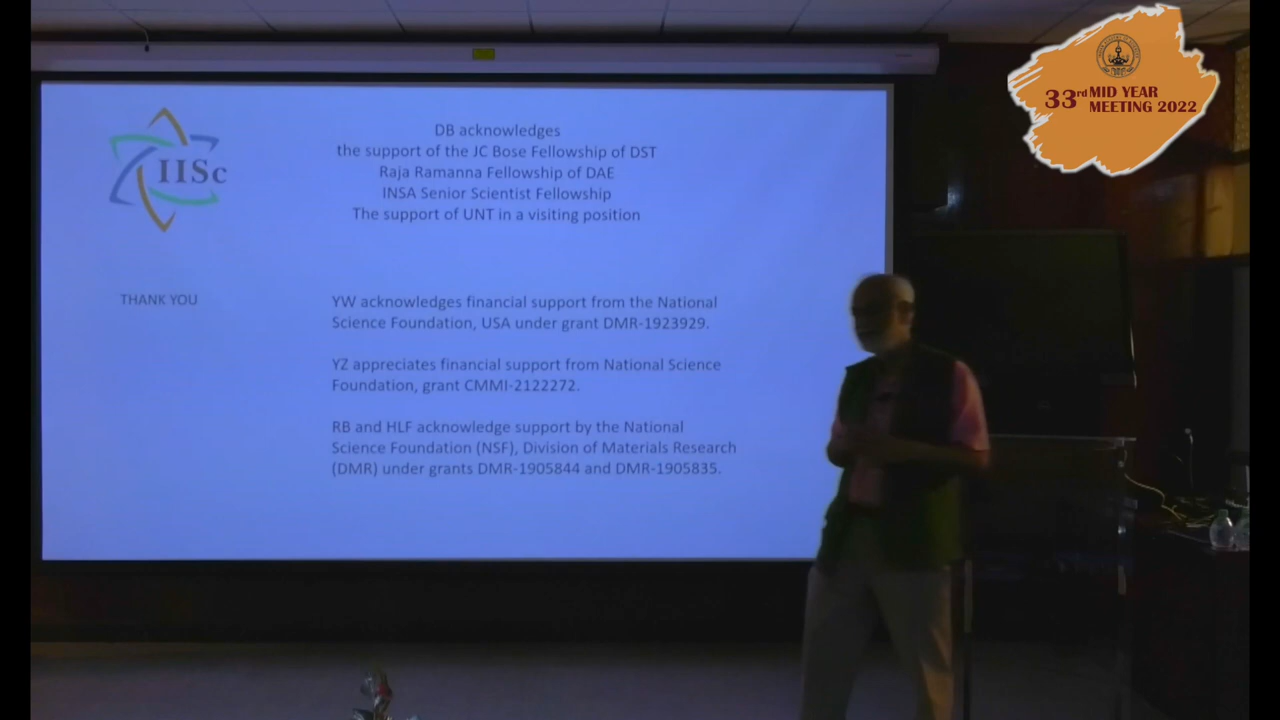 IISc
DB acknowledges
the support of the JC Bose Fellowship of DST
Raja Ramanna Fellowship of DAE
INSA Senior Scientist Fellowship
The support of UNT in a visiting position
THANK YOU
YW acknowledges financial support from the National
Science Foundation, USA under grant DMR-1923929.
YZ appreciates financial support from National Science
Foundation, grant CMMI-2122272.
RB and HLF acknowledge support by the National
Science Foundation (NSF), Division of Materials Research
(DMR) under grants DMR-1905844 and DMR-1905835.
33rd MID YEAR
MEETING 2022